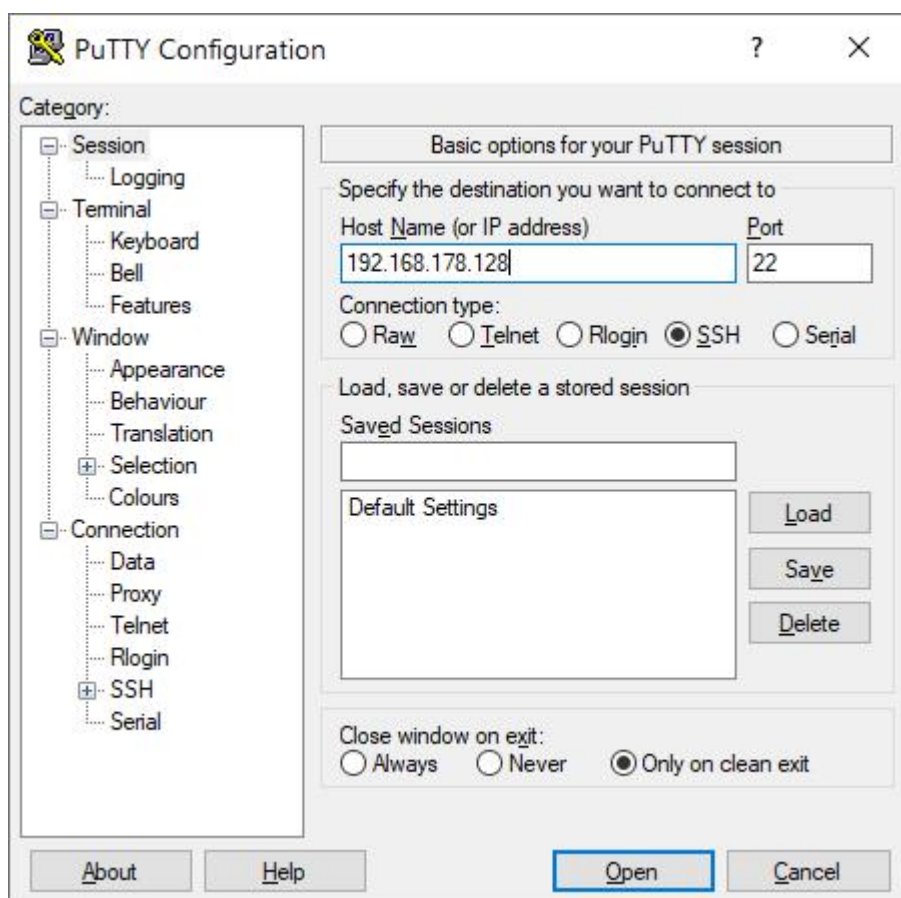 PuTTY Configuration
?
Category:
Session
Logging
Terminal
Keyboard
Bell
Features
Window
Appearance
Behaviour
Translation
Selection
Colours
Connection
Data
Proxy
Telnet
Rlogin
SSH
Serial
Basic options for your PuTTY session
Specify the destination you want to connect to
Host Name (or IP address) Port
192.168.178.128 22
Connection type:
Raw Telnet Rlogin SSH Serial
Load, save or delete a stored session
Saved Sessions
Default Settings
Load
Save
Delete
Close window on exit:
Always Never Only on clean exit
About Help Open Cancel